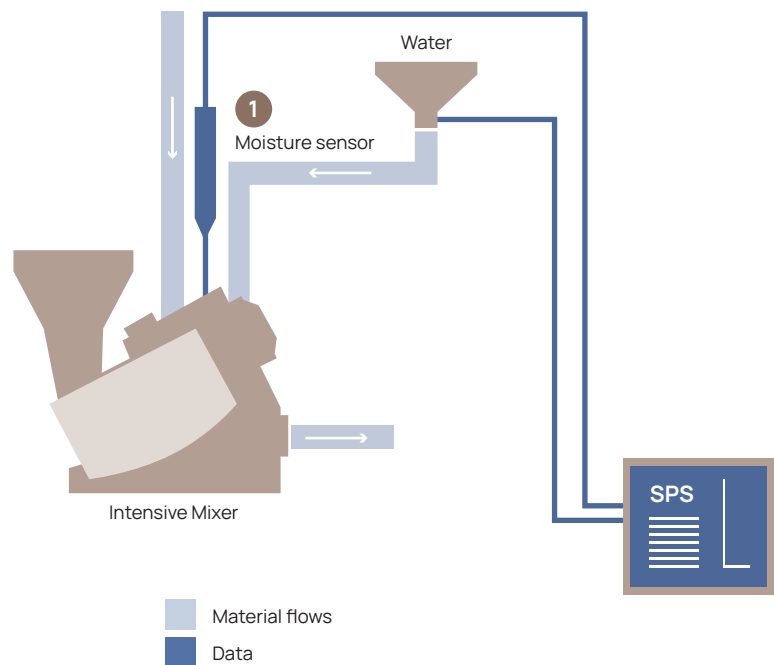 Water
1
Moisture sensor
Intensive Mixer
SPS
Material flows
Data